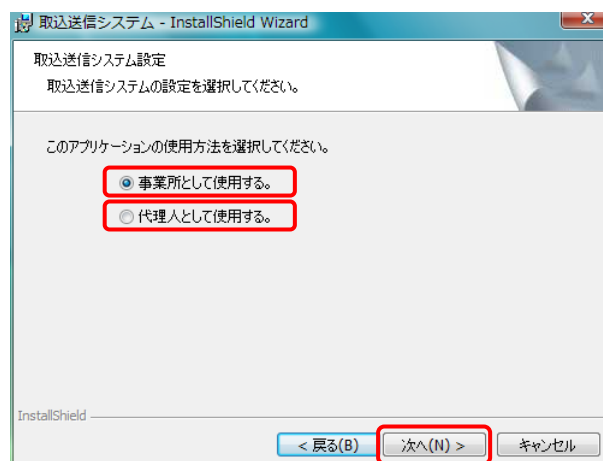 取込送信システム - InstallShield Wizard
取込送信システム設定
取込送信システムの設定を選択してください。
このアプリケーションの使用方法を選択してください。
事業所として使用する。
代理人として使用する。
InstallShield
< 戻る(B)
次へ(N) >
キャンセル